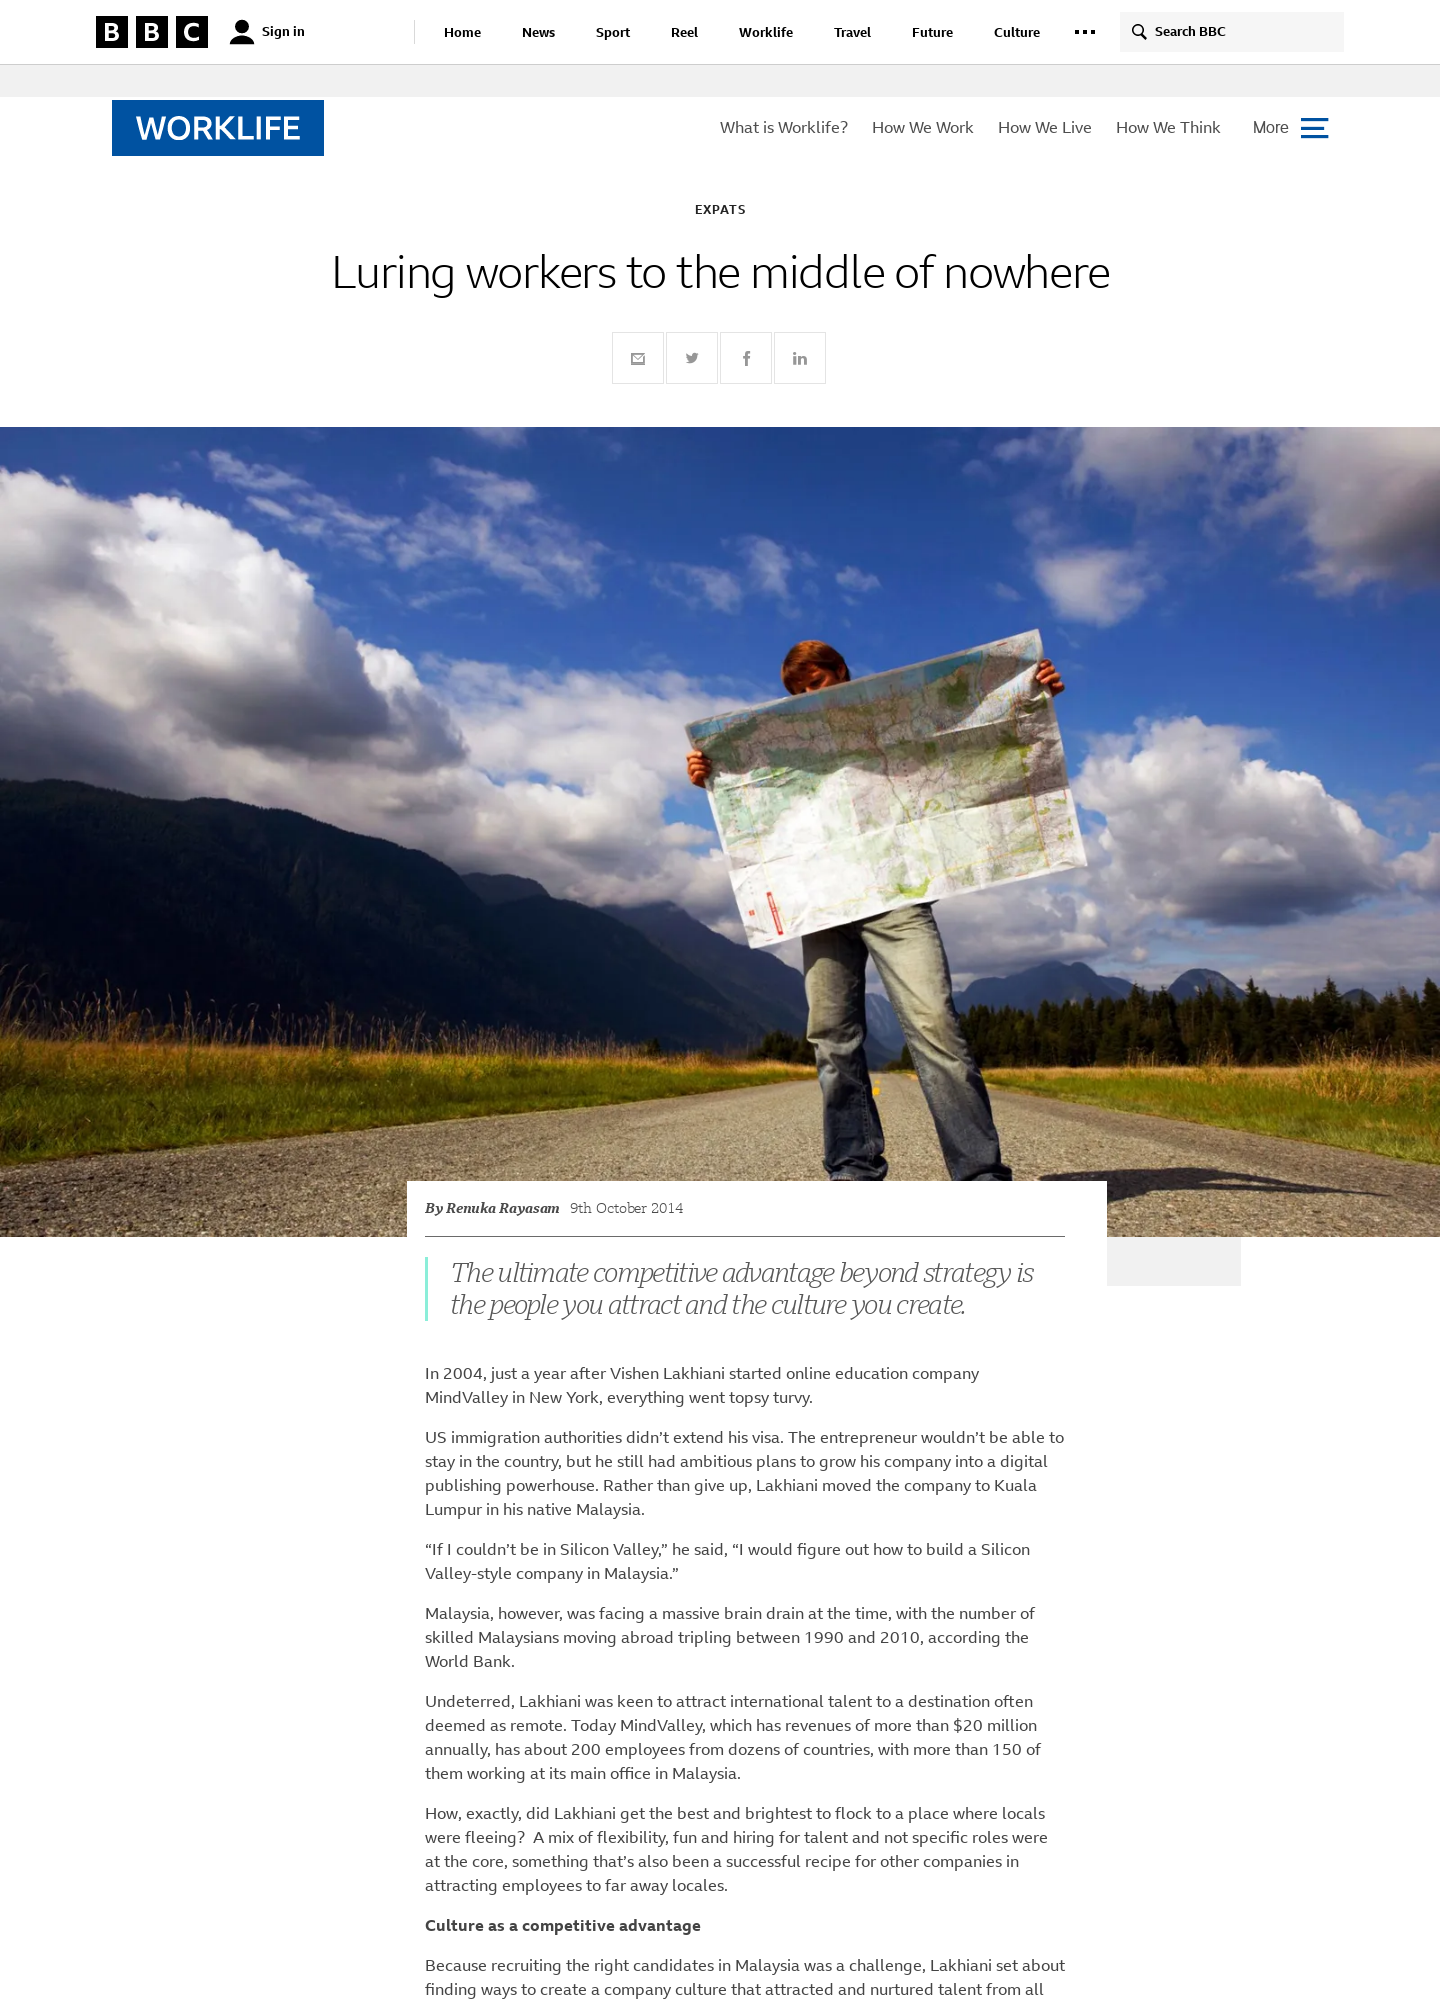 BBC
Sign in
Home
News
Sport
Reel
Worklife
Travel
Future
Culture
Search BBC
WORKLIFE
What is Worklife?
How We Work
How We Live
How We Think
More
EXPATS
Luring workers to the middle of nowhere
By Renuka Rayasam 9th October 2014
The ultimate competitive advantage beyond strategy is
the people you attract and the culture you create.
In 2004, just a year after Vishen Lakhiani started online education company
MindValley in New York, everything went topsy turvy.
US immigration authorities didn’t extend his visa. The entrepreneur wouldn’t be able to
stay in the country, but he still had ambitious plans to grow his company into a digital
publishing powerhouse. Rather than give up, Lakhiani moved the company to Kuala
Lumpur in his native Malaysia.
“If I couldn’t be in Silicon Valley,” he said, “I would figure out how to build a Silicon
Valley-style company in Malaysia.”
Malaysia, however, was facing a massive brain drain at the time, with the number of
skilled Malaysians moving abroad tripling between 1990 and 2010, according the
World Bank.
Undeterred, Lakhiani was keen to attract international talent to a destination often
deemed as remote. Today MindValley, which has revenues of more than $20 million
annually, has about 200 employees from dozens of countries, with more than 150 of
them working at its main office in Malaysia.
How, exactly, did Lakhiani get the best and brightest to flock to a place where locals
were fleeing?  A mix of flexibility, fun and hiring for talent and not specific roles were
at the core, something that’s also been a successful recipe for other companies in
attracting employees to far away locales.
Culture as a competitive advantage
Because recruiting the right candidates in Malaysia was a challenge, Lakhiani set about
finding ways to create a company culture that attracted and nurtured talent from all